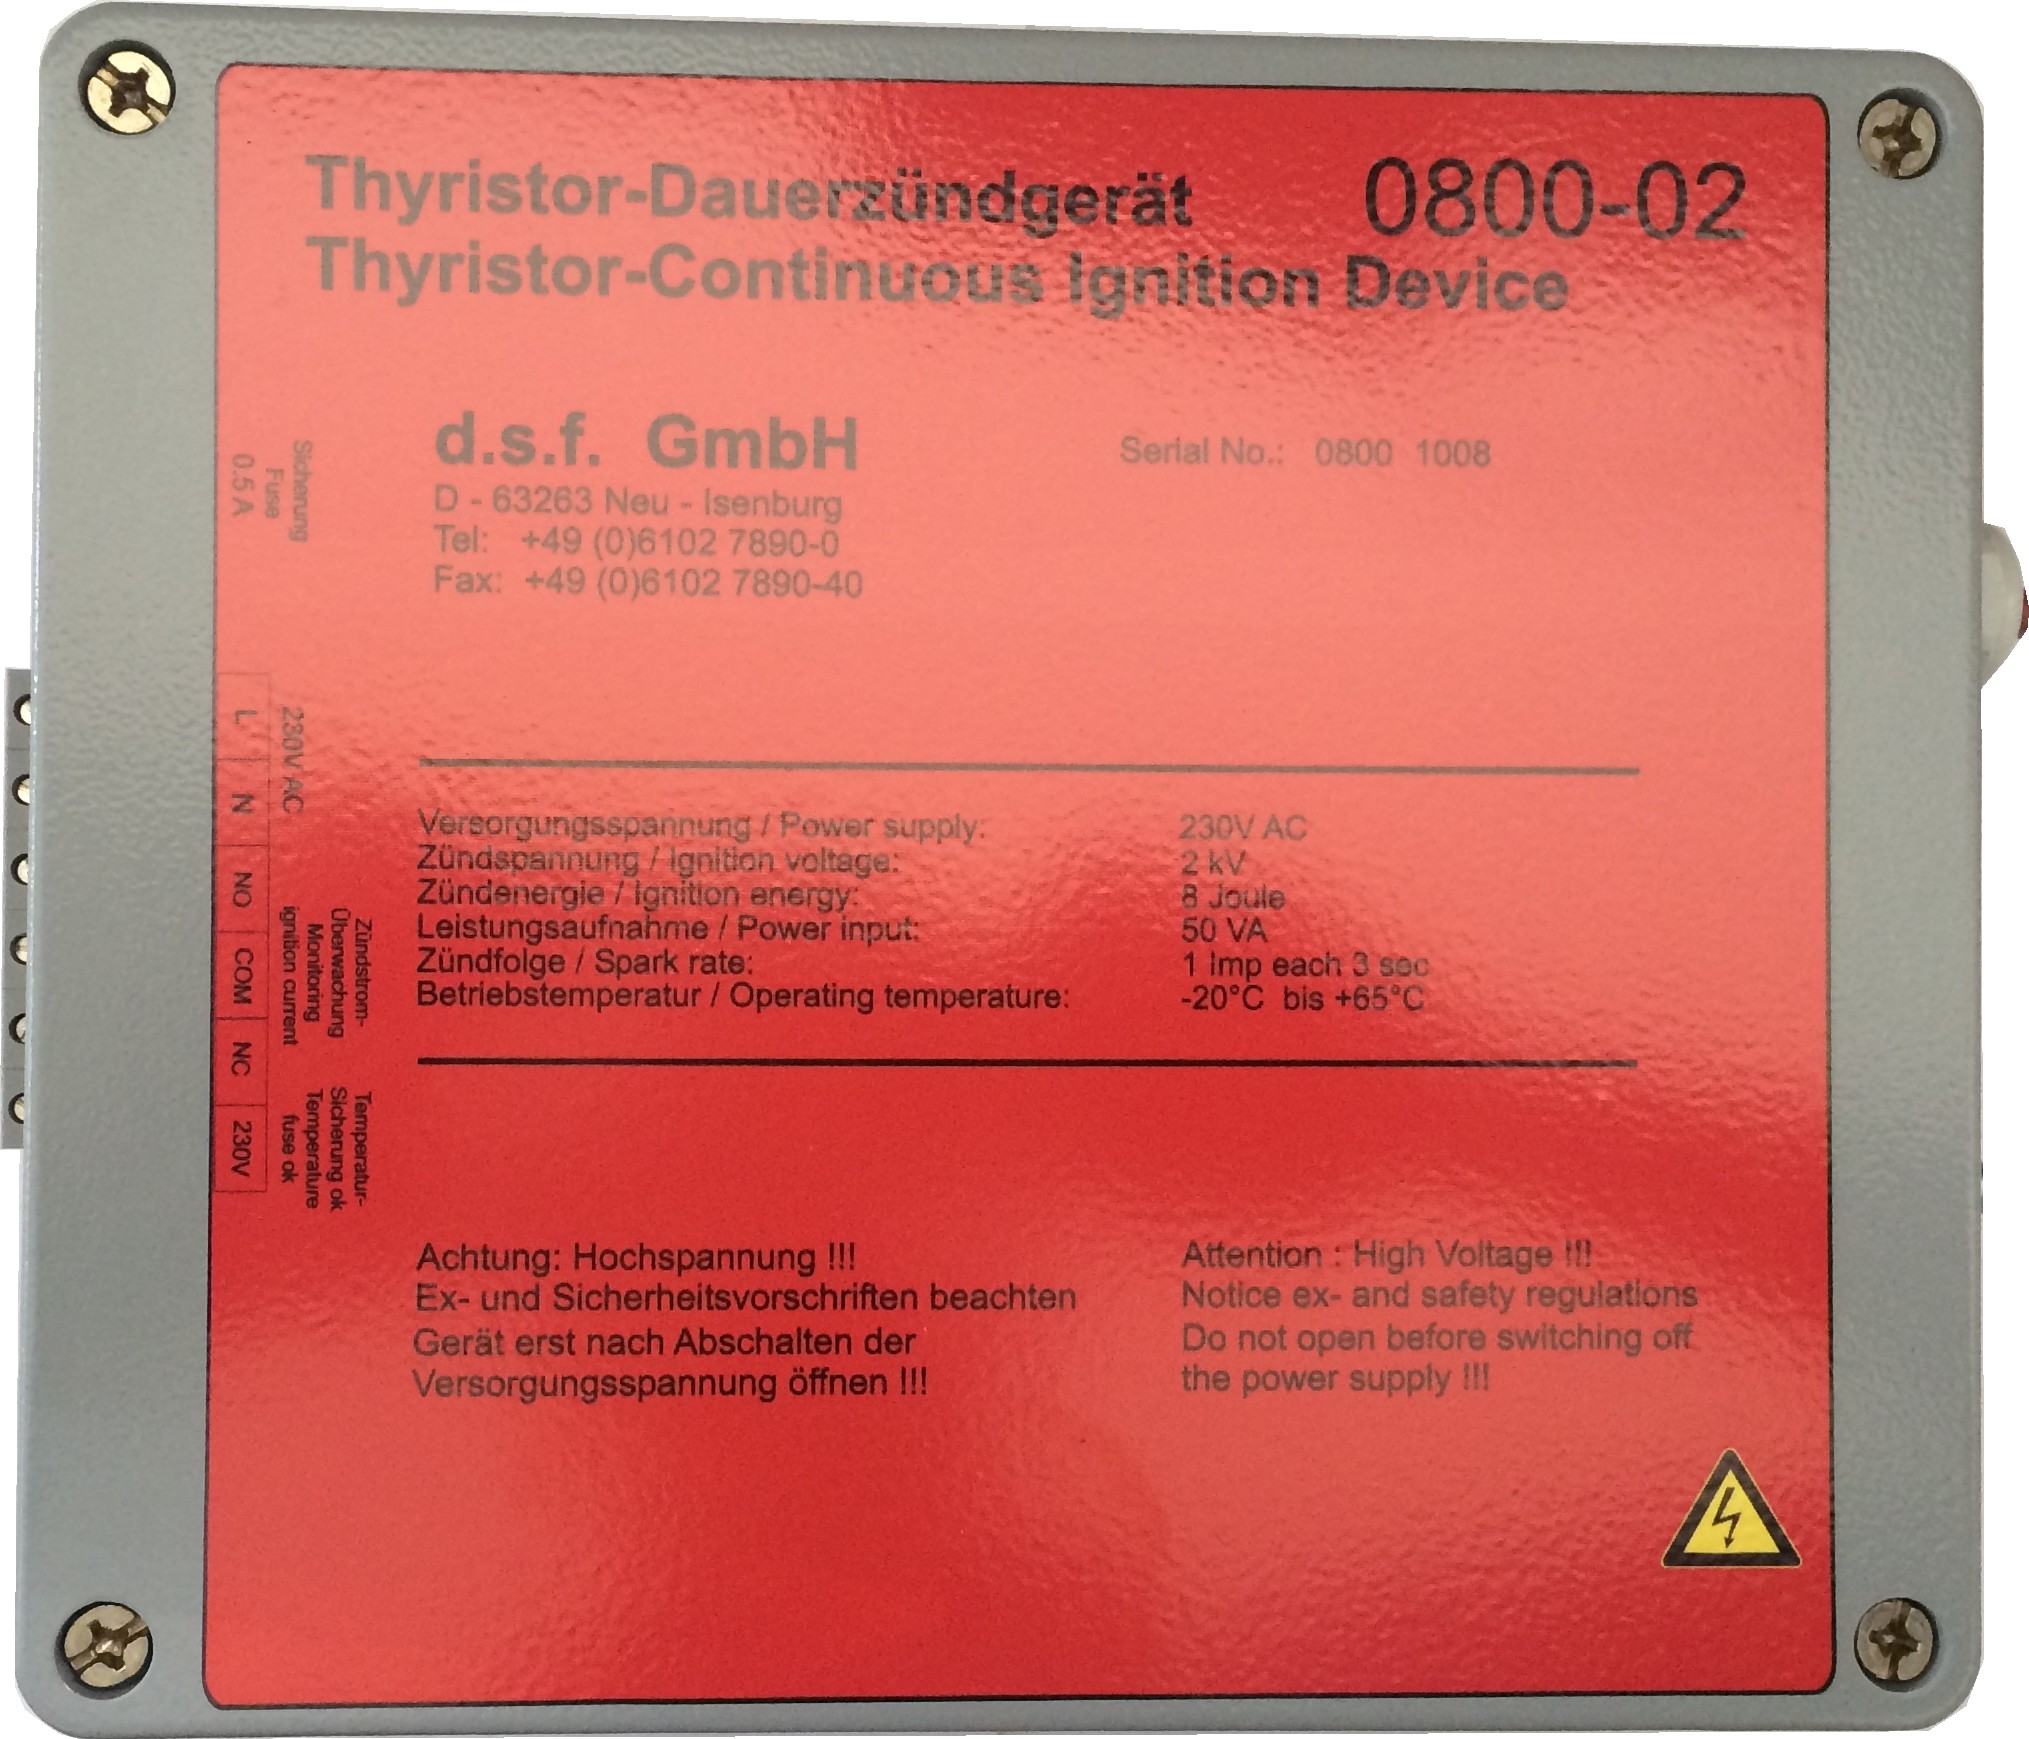 Thyristor-Dauerzündgerät 0800-02
Thyristor-Continuous Ignition Device
d.s.f. GmbH
D - 63263 Neu - Isenburg
Tel: +49 (0)6102 7890-0
Fax: +49 (0)6102 7890-40
Serial No.: 0800 1008
Sicherung
Fuse
0.5 A
230V AC
L
N
NO
COM
NC
230V
Zündstrom-
Überwachung
Monitoring
ignition current
Temperatur-
Sicherung ok
Temperature
fuse ok
Versorgungsspannung / Power supply: 230V AC
Zündspannung / Ignition voltage: 2 kV
Zündenergie / Ignition energy: 8 Joule
Leistungsaufnahme / Power input: 50 VA
Zündfolge / Spark rate: 1 Imp each 3 sec
Betriebstemperatur / Operating temperature: -20°C bis +65°C
Achtung: Hochspannung !!!
Ex- und Sicherheitsvorschriften beachten
Gerät erst nach Abschalten der
Versorgungsspannung öffnen !!!
Attention : High Voltage !!!
Notice ex- and safety regulations
Do not open before switching off
the power supply !!!